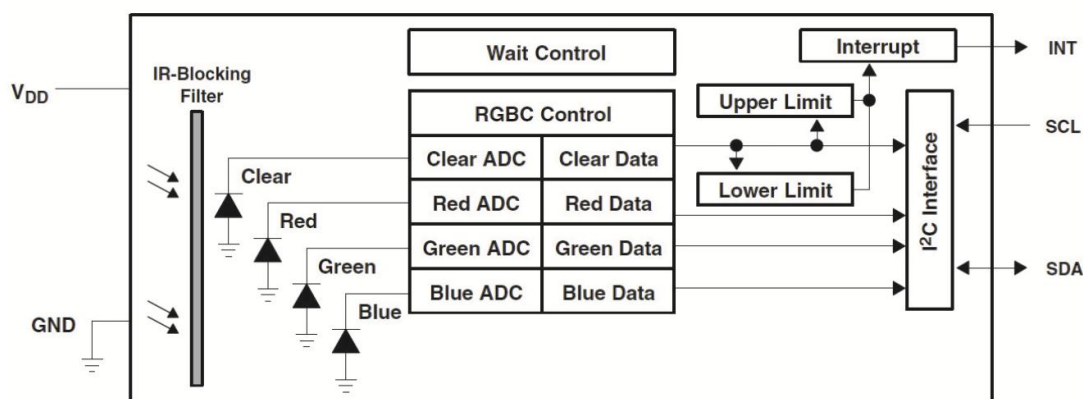 Wait Control
Interrupt
INT
IR-Blocking
Filter
V_DD
RGBC Control
Upper Limit
SCL
Clear ADC
Clear Data
Clear
Lower Limit
Red ADC
Red Data
Red
I²C Interface
Green ADC
Green Data
Green
SDA
Blue ADC
Blue Data
Blue
GND